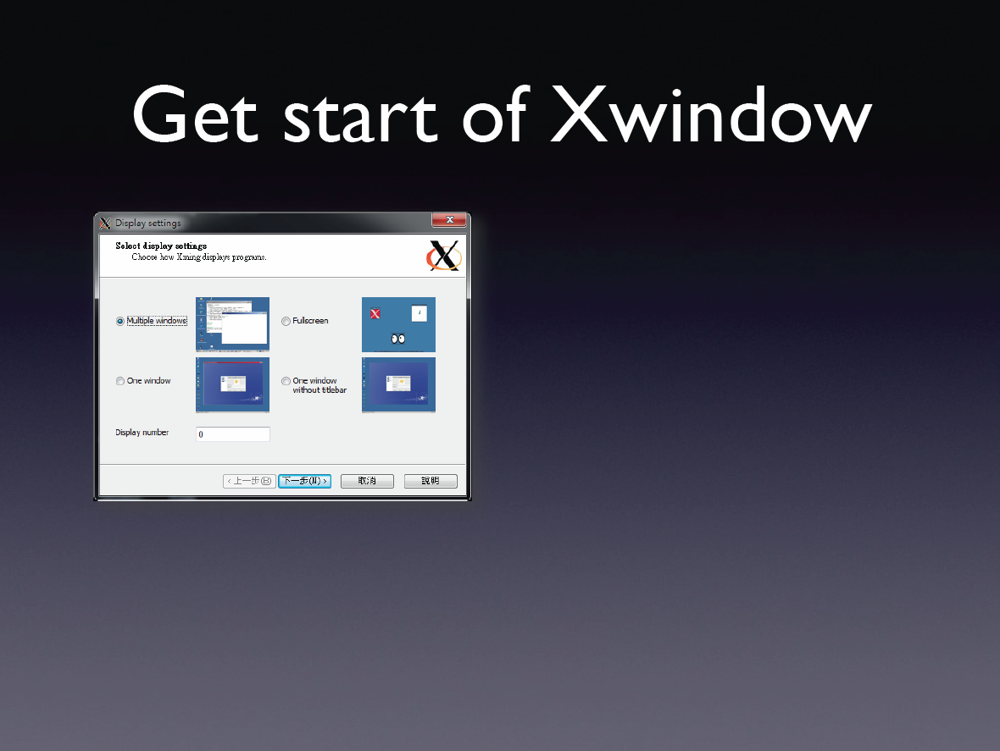 Get start of Xwindow
Display settings
Select display settings
Choose how Xming displays programs.
Multiple windows
Fullscreen
One window
One window
without titlebar
Display number
0
< 上一步(B)
下一步(N) >
取消
說明